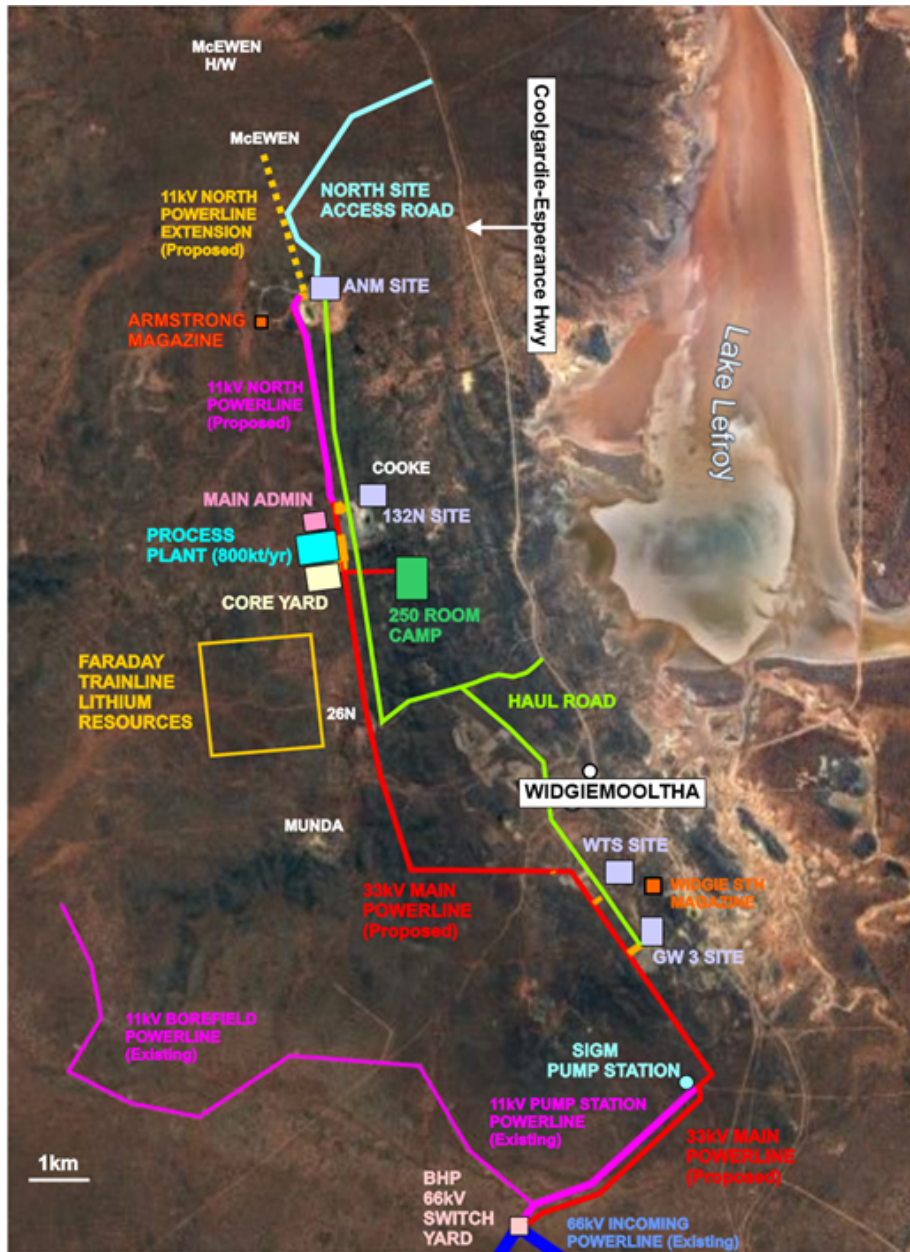 McEWEN
H/W
McEWEN
11kV NORTH
POWERLINE
EXTENSION
(Proposed)
NORTH SITE
ACCESS ROAD
Coolgardie-Esperance Hwy
ANM SITE
ARMSTRONG
MAGAZINE
11kV NORTH
POWERLINE
(Proposed)
Lake Lefroy
COOKE
132N SITE
MAIN ADMIN
PROCESS
PLANT (800kt/yr)
CORE YARD
250 ROOM
CAMP
FARADAY
TRAINLINE
LITHIUM
RESOURCES
26N
HAUL ROAD
WIDGIEMOOLTHA
MUNDA
WTS SITE
WIDGIE STH
MAGAZINE
33kV MAIN
POWERLINE
(Proposed)
GW 3 SITE
11kV BOREFIELD
POWERLINE
(Existing)
SIGM
PUMP STATION
11kV PUMP STATION
POWERLINE
(Existing)
33kV MAIN
POWERLINE
(Proposed)
1km
BHP
66kV
SWITCH
YARD
66kV INCOMING
POWERLINE (Existing)